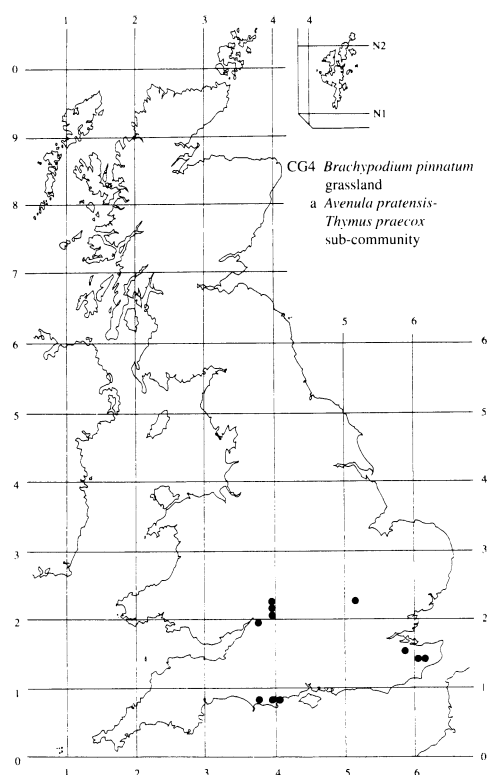 1 2 3 4
4
N2
0
N1
9
CG4 Brachypodium pinnatum
grassland
8
a Avenula pratensis-
Thymus praecox
sub-community
7
5 6
6 6
5 5
4 4
3 3
2 2
1 1
0 0
1 2 3 4 5 6